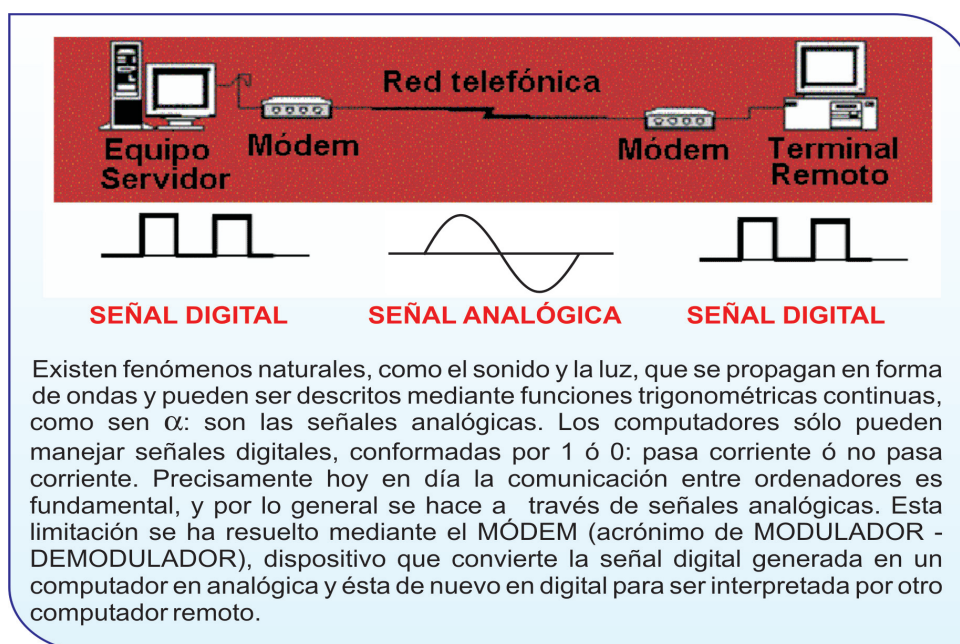 Red telefónica
Equipo
Servidor
Módem
Módem
Terminal
Remoto
SEÑAL DIGITAL
SEÑAL ANALÓGICA
SEÑAL DIGITAL
Existen fenómenos naturales, como el sonido y la luz, que se propagan en forma
de ondas y pueden ser descritos mediante funciones trigonométricas continuas,
como sen α: son las señales analógicas. Los computadores sólo pueden
manejar señales digitales, conformadas por 1 ó 0: pasa corriente ó no pasa
corriente. Precisamente hoy en día la comunicación entre ordenadores es
fundamental, y por lo general se hace a través de señales analógicas. Esta
limitación se ha resuelto mediante el MÓDEM (acrónimo de MODULADOR -
DEMODULADOR), dispositivo que convierte la señal digital generada en un
computador en analógica y ésta de nuevo en digital para ser interpretada por otro
computador remoto.